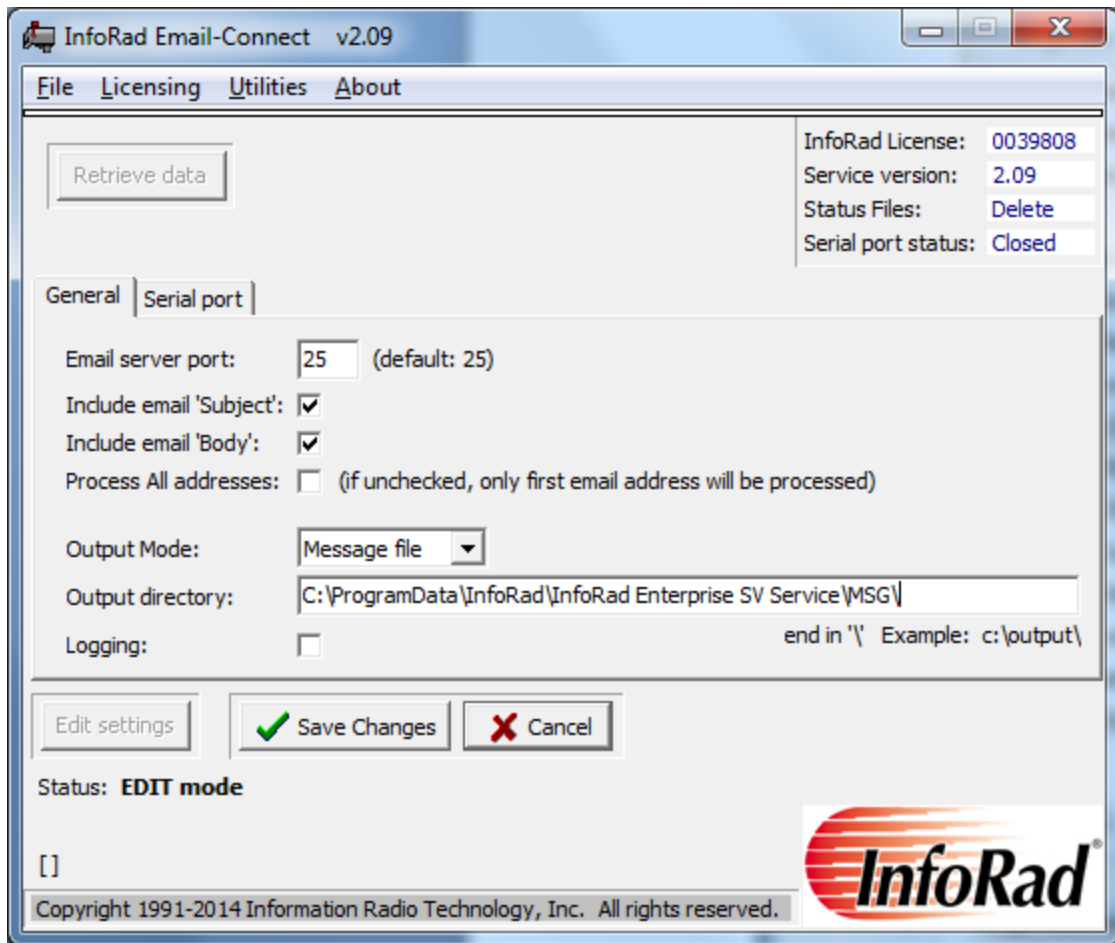 InfoRad Email-Connect v2.09
File Licensing Utilities About
Retrieve data
InfoRad License: 0039808
Service version: 2.09
Status Files: Delete
Serial port status: Closed
General Serial port
Email server port: 25 (default: 25)
Include email 'Subject':
Include email 'Body':
Process All addresses: (if unchecked, only first email address will be processed)
Output Mode: Message file
Output directory: C:\ProgramData\InfoRad\InfoRad Enterprise SV Service\MSG\
end in '\' Example: c:\output\
Logging:
Edit settings Save Changes Cancel
Status: EDIT mode
[]
InfoRad®
Copyright 1991-2014 Information Radio Technology, Inc. All rights reserved.